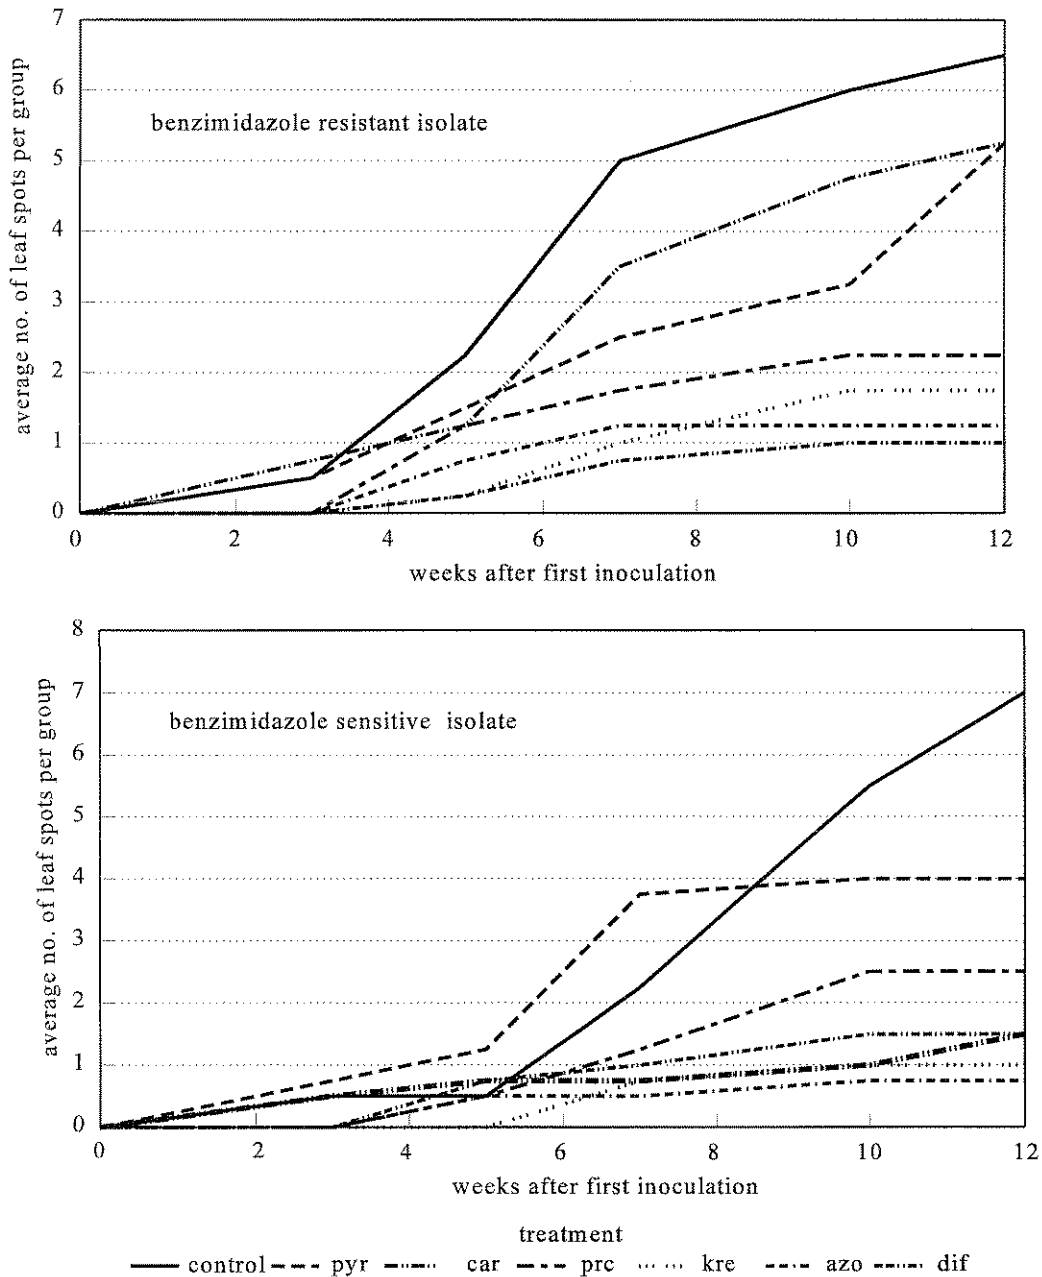 7
6
5
4
3
2
1
0
average no. of leaf spots per group
benzimidazole resistant isolate
0 2 4 6 8 10 12
weeks after first inoculation
8
7
6
5
4
3
2
1
0
average no. of leaf spots per group
benzimidazole sensitive isolate
0 2 4 6 8 10 12
weeks after first inoculation
treatment
control pyr car prc kre azo dif